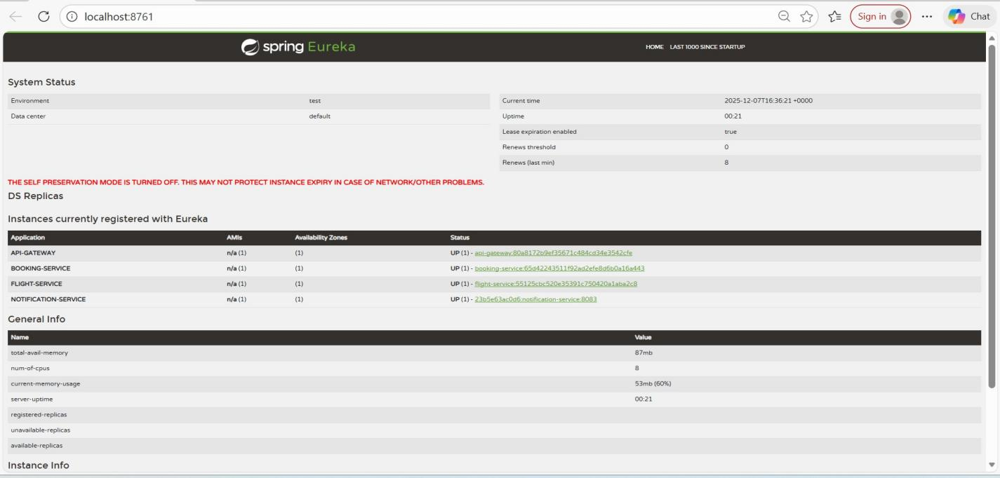 localhost:8761
Sign in
Chat
spring Eureka
HOME LAST 1000 SINCE STARTUP
System Status
Environment test
Data center default
Current time 2025-12-07T16:36:21 +0000
Uptime 00:21
Lease expiration enabled true
Renews threshold 0
Renews (last min) 8
THE SELF PRESERVATION MODE IS TURNED OFF. THIS MAY NOT PROTECT INSTANCE EXPIRY IN CASE OF NETWORK/OTHER PROBLEMS.
DS Replicas
Instances currently registered with Eureka
Application AMIs Availability Zones Status
API-GATEWAY n/a (1) (1) UP (1) - api-gateway:80a8172b9ef35671c484cd34e3542cfe
BOOKING-SERVICE n/a (1) (1) UP (1) - booking-service:65d42243511f92ad2efe8d6b0a16a443
FLIGHT-SERVICE n/a (1) (1) UP (1) - flight-service:55125cbc520e35391c750420a1aba2c8
NOTIFICATION-SERVICE n/a (1) (1) UP (1) - 23b5e63ac0d6:notification-service:8083
General Info
Name Value
total-avail-memory 87mb
num-of-cpus 8
current-memory-usage 53mb (60%)
server-uptime 00:21
registered-replicas
unavailable-replicas
available-replicas
Instance Info